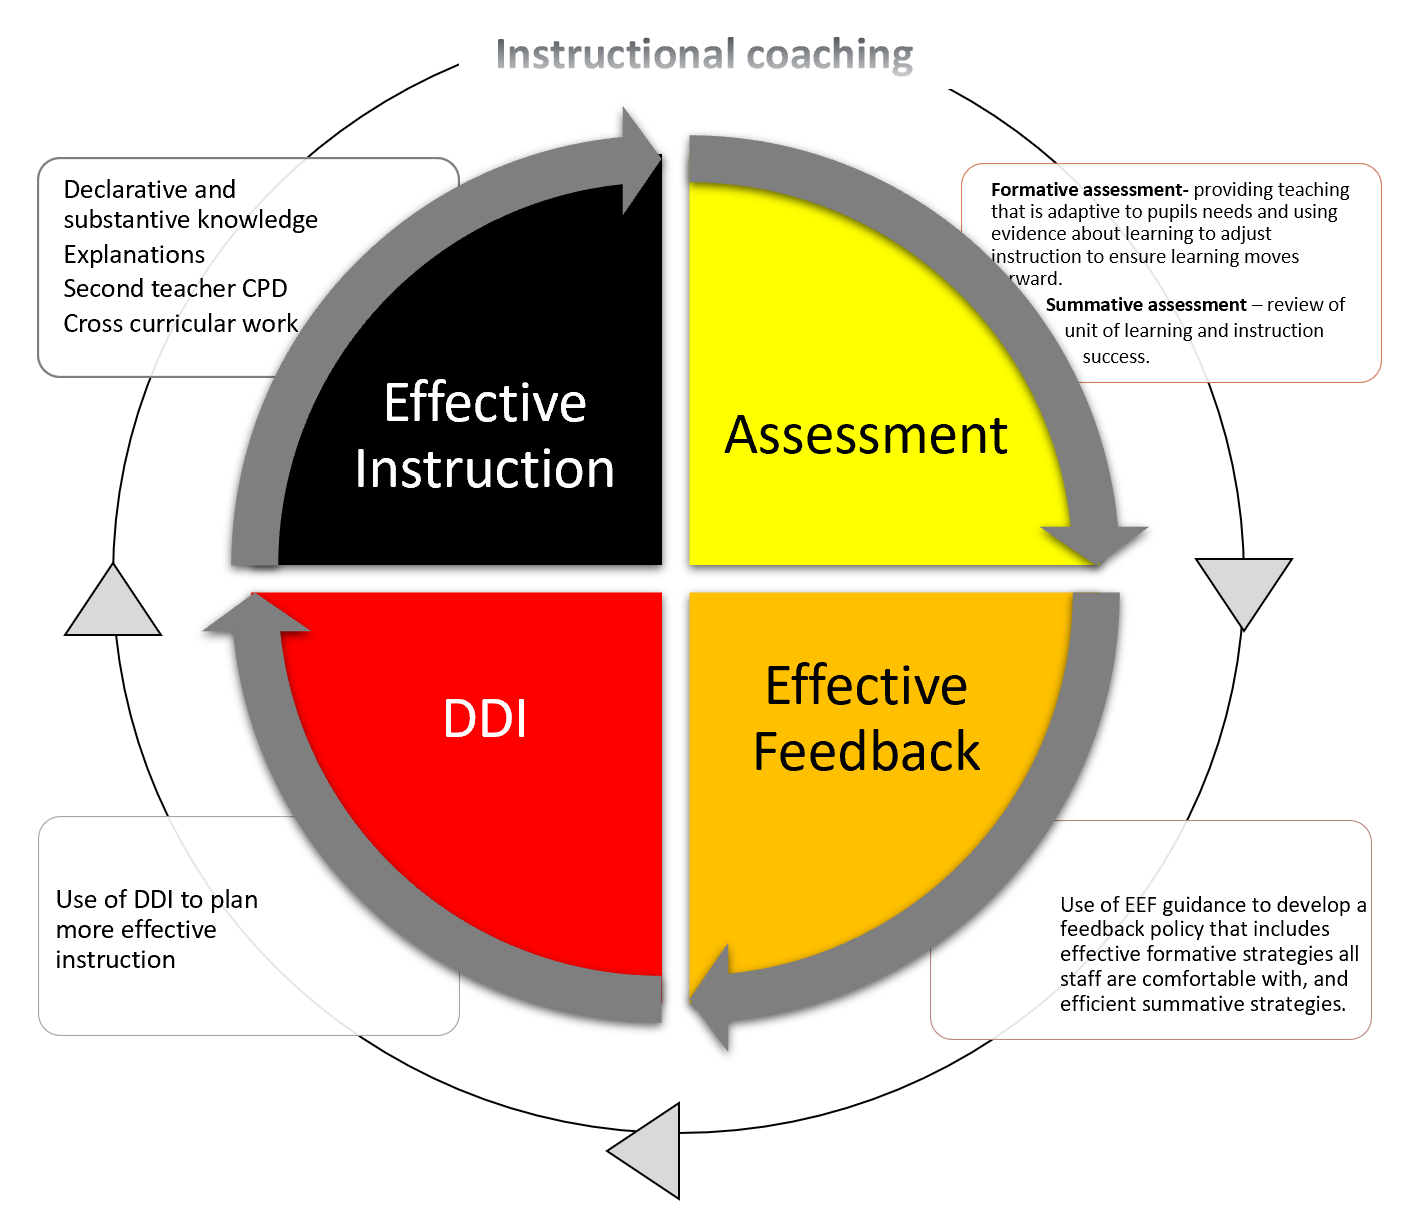 Instructional coaching
Declarative and
substantive knowledge
Explanations
Second teacher CPD
Cross curricular work
Formative assessment- providing teaching
that is adaptive to pupils needs and using
evidence about learning to adjust
instruction to ensure learning moves
rward.
Summative assessment – review of
unit of learning and instruction
success.
Effective
Instruction
Assessment
DDI
Effective
Feedback
Use of DDI to plan
more effective
instruction
Use of EEF guidance to develop a
feedback policy that includes
effective formative strategies all
staff are comfortable with, and
efficient summative strategies.